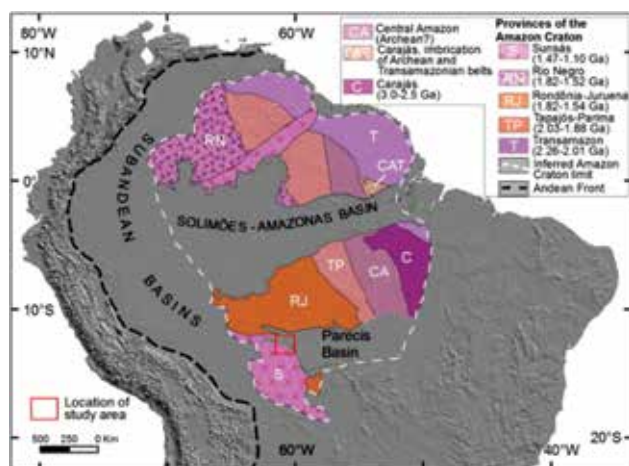 10°N
60°W
CA
Central Amazon
(Archean?)
Carajás, imbrication
of Archean and
Transamazonian belts
C
Carajás
(3.0-2.5 Ga)
Provinces of the
Amazon Craton
S
Sunsás
(1.47-1.10 Ga)
RN
Rio Negro
(1.82-1.52 Ga)
RJ
Rondônia-Juruena
(1.82-1.54 Ga)
TP
Tapajós-Parima
(2.03-1.88 Ga)
T
Transamazon
(2.26-2.01 Ga)
Inferred Amazon
Craton limit
Andean Front
RN
T
CAT
SUBANDEAN
BASINS
0°
0°
SOLIMÕES - AMAZONAS BASIN
TP
CA
C
RJ
10°S
10°S
Parecis
Basin
S
Location of
study area
500 250 0 Km
60°W
40°W
20°S